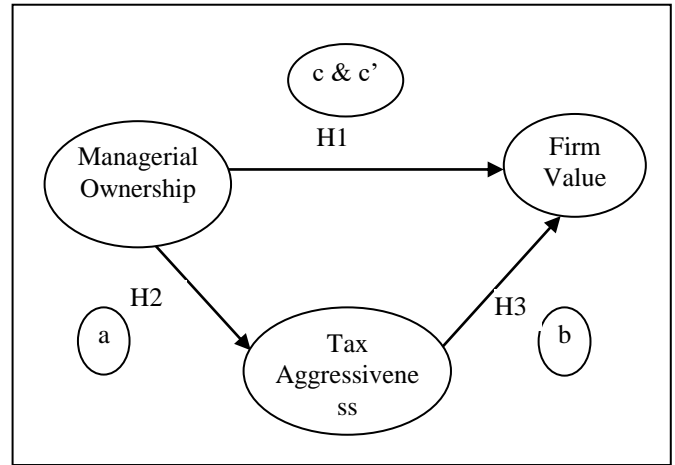 c & c’
H1
Managerial
Ownership
Firm
Value
H2
H3
a
b
Tax
Aggressivene
ss